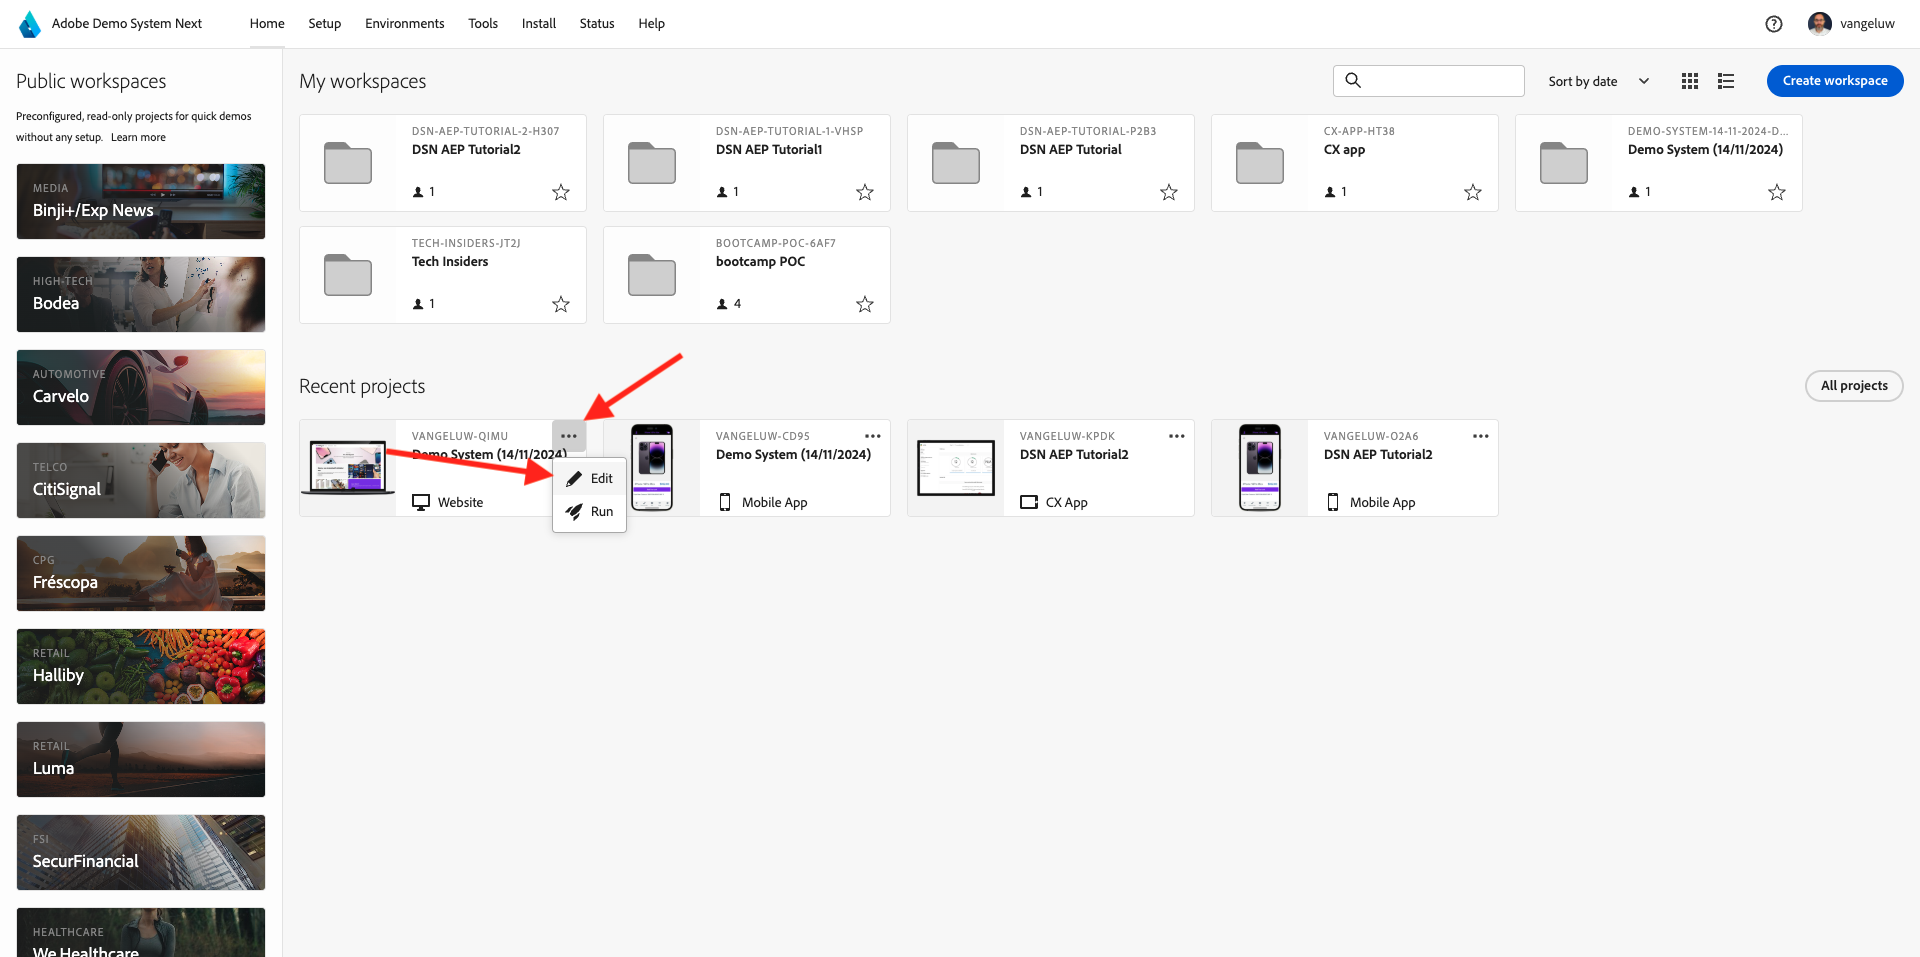 Adobe Demo System Next
Home
Setup
Environments
Tools
Install
Status
Help
vangeluw
Public workspaces
Preconfigured, read-only projects for quick demos
without any setup. Learn more
MEDIA
Binji+/Exp News
HIGH-TECH
Bodea
AUTOMOTIVE
Carvelo
TELCO
CitiSignal
CPG
Fréscopa
RETAIL
Halliby
RETAIL
Luma
FSI
SecurFinancial
HEALTHCARE
We Healthcare
My workspaces
Sort by date
Create workspace
DSN-AEP-TUTORIAL-2-H307
DSN AEP Tutorial2
1
DSN-AEP-TUTORIAL-1-VHSP
DSN AEP Tutorial1
1
DSN-AEP-TUTORIAL-P2B3
DSN AEP Tutorial
1
CX-APP-HT38
CX app
1
DEMO-SYSTEM-14-11-2024-D...
Demo System (14/11/2024)
1
TECH-INSIDERS-JT2J
Tech Insiders
1
BOOTCAMP-POC-6AF7
bootcamp POC
4
Recent projects
All projects
VANGELUW-QIMU
Demo System (14/11/2024)
Website
Edit
Run
VANGELUW-CD95
Demo System (14/11/2024)
Mobile App
VANGELUW-KPDK
DSN AEP Tutorial2
CX App
VANGELUW-O2A6
DSN AEP Tutorial2
Mobile App